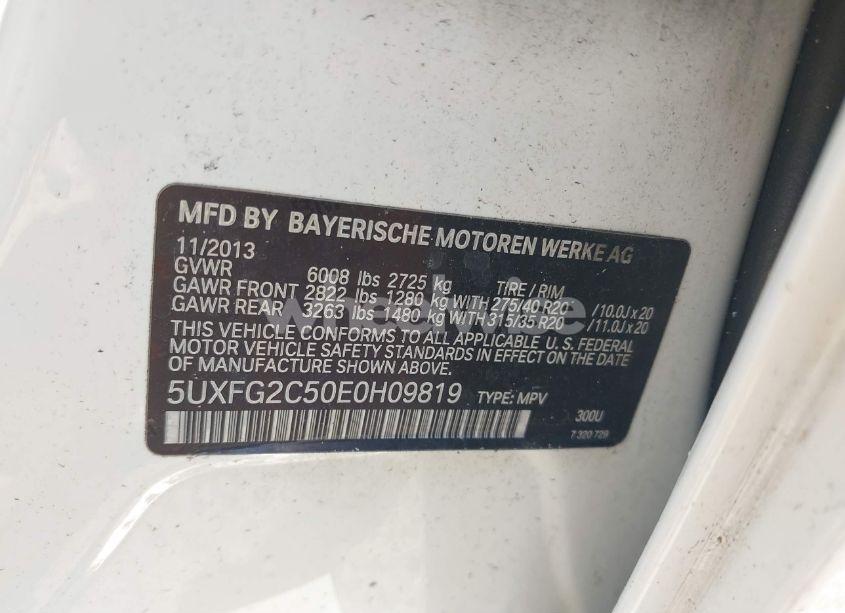 MFD BY BAYERISCHE MOTOREN WERKE AG
11/2013
GVWR 6008 lbs 2725 kg TIRE / RIM
GAWR FRONT 2822 lbs 1280 kg WITH 275/40 R20 / 10.0J x 20
GAWR REAR 3263 lbs 1480 kg WITH 315/35 R20 / 11.0J x 20
THIS VEHICLE CONFORMS TO ALL APPLICABLE U. S. FEDERAL
MOTOR VEHICLE SAFETY STANDARDS IN EFFECT ON THE DATE
OF MANUFACTURE SHOWN ABOVE.
5UXFG2C50E0H09819 TYPE: MPV
300U
7 320 729